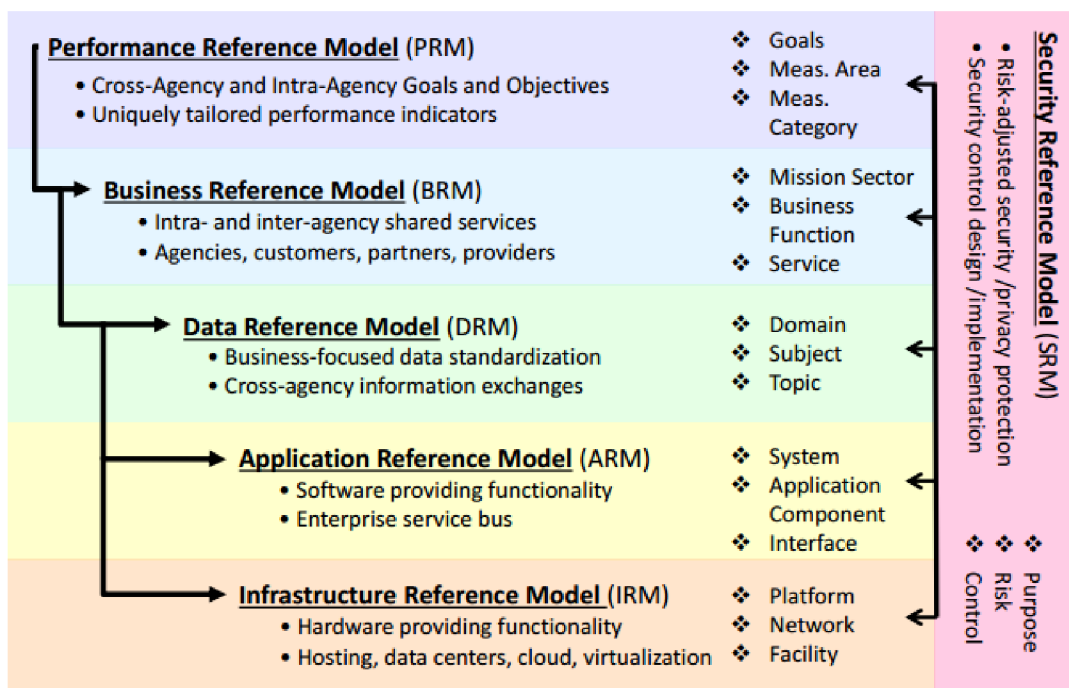 Performance Reference Model (PRM)
• Cross-Agency and Intra-Agency Goals and Objectives
• Uniquely tailored performance indicators
❖ Goals
❖ Meas. Area
❖ Meas.
Category
Business Reference Model (BRM)
• Intra- and inter-agency shared services
• Agencies, customers, partners, providers
❖ Mission Sector
❖ Business
Function
❖ Service
Data Reference Model (DRM)
• Business-focused data standardization
• Cross-agency information exchanges
❖ Domain
❖ Subject
❖ Topic
Application Reference Model (ARM)
• Software providing functionality
• Enterprise service bus
❖ System
❖ Application
Component
❖ Interface
Infrastructure Reference Model (IRM)
• Hardware providing functionality
• Hosting, data centers, cloud, virtualization
❖ Platform
❖ Network
❖ Facility
Security Reference Model (SRM)
• Risk-adjusted security /privacy protection
• Security control design /implementation
❖ Purpose
❖ Risk
❖ Control